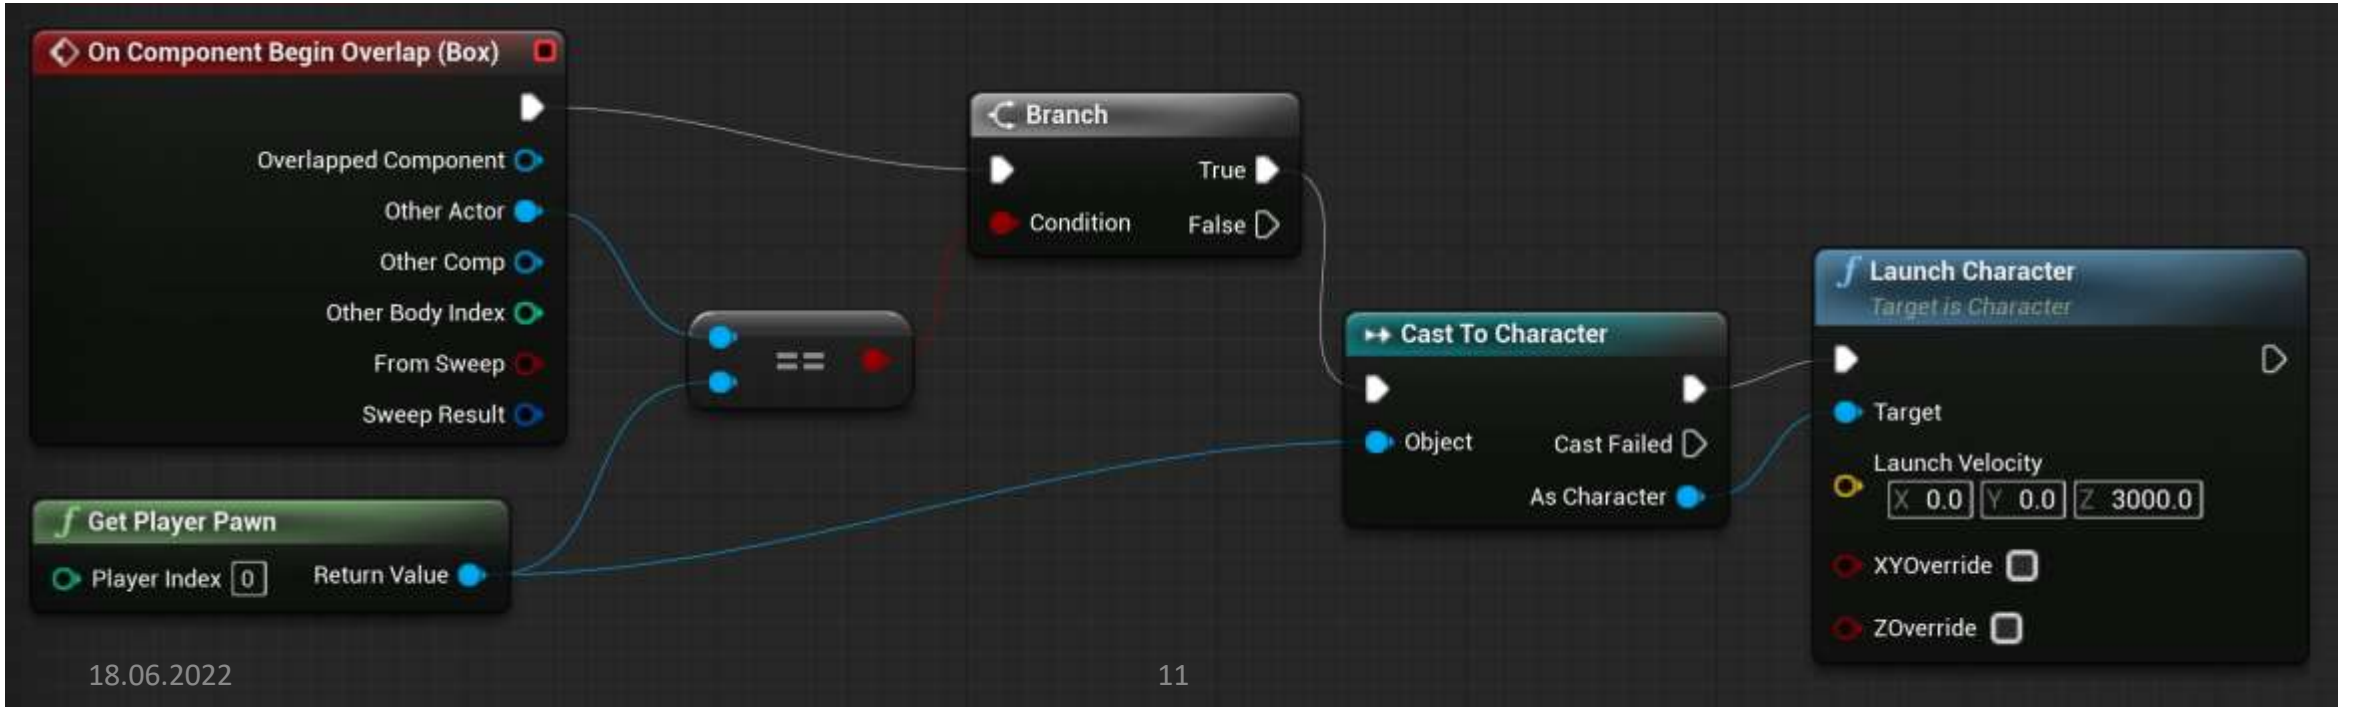 On Component Begin Overlap (Box)
Overlapped Component
Other Actor
Other Comp
Other Body Index
From Sweep
Sweep Result
f Get Player Pawn
Player Index 0 Return Value
==
Branch
True
Condition False
Cast To Character
Object Cast Failed
As Character
f Launch Character
Target is Character
Target
Launch Velocity
X 0.0 Y 0.0 Z 3000.0
XYOverride
ZOverride
18.06.2022
11